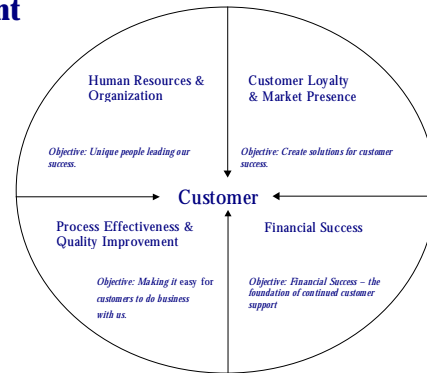 nt
Human Resources &
Organization
Customer Loyalty
& Market Presence
Objective: Unique people leading our
success.
Objective: Create solutions for customer
success.
Customer
Process Effectiveness &
Quality Improvement
Financial Success
Objective: Making it easy for
customers to do business
with us.
Objective: Financial Success – the
foundation of continued customer
support